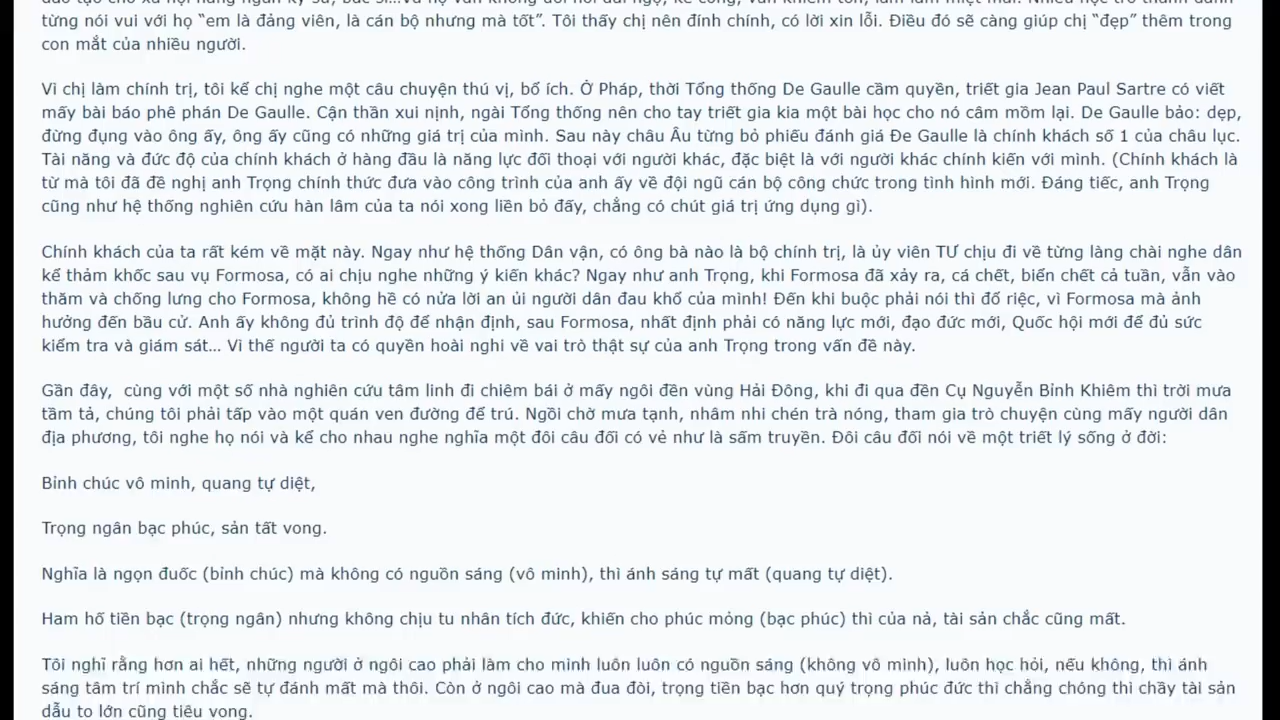 từng nói vui với họ “em là đảng viên, là cán bộ nhưng mà tốt”. Tôi thấy chị nên đính chính, có lời xin lỗi. Điều đó sẽ càng giúp chị “đẹp” thêm trong
con mắt của nhiều người.
Vì chị làm chính trị, tôi kể chị nghe một câu chuyện thú vị, bổ ích. Ở Pháp, thời Tổng thống De Gaulle cầm quyền, triết gia Jean Paul Sartre có viết
mấy bài báo phê phán De Gaulle. Cận thần xui nịnh, ngài Tổng thống nên cho tay triết gia kia một bài học cho nó câm mồm lại. De Gaulle bảo: dẹp,
đừng đụng vào ông ấy, ông ấy cũng có những giá trị của mình. Sau này châu Âu từng bỏ phiếu đánh giá Đe Gaulle là chính khách số 1 của châu lục.
Tài năng và đức độ của chính khách ở hàng đầu là năng lực đối thoại với người khác, đặc biệt là với người khác chính kiến với mình. (Chính khách là
từ mà tôi đã đề nghị anh Trọng chính thức đưa vào công trình của anh ấy về đội ngũ cán bộ công chức trong tình hình mới. Đáng tiếc, anh Trọng
cũng như hệ thống nghiên cứu hàn lâm của ta nói xong liền bỏ đấy, chẳng có chút giá trị ứng dụng gì).
Chính khách của ta rất kém về mặt này. Ngay như hệ thống Dân vận, có ông bà nào là bộ chính trị, là ủy viên TƯ chịu đi về từng làng chài nghe dân
kể thảm khốc sau vụ Formosa, có ai chịu nghe những ý kiến khác? Ngay như anh Trọng, khi Formosa đã xảy ra, cá chết, biển chết cả tuần, vẫn vào
thăm và chống lưng cho Formosa, không hề có nửa lời an ủi người dân đau khổ của mình! Đến khi buộc phải nói thì đổ riệc, vì Formosa mà ảnh
hưởng đến bầu cử. Anh ấy không đủ trình độ để nhận định, sau Formosa, nhất định phải có năng lực mới, đạo đức mới, Quốc hội mới để đủ sức
kiểm tra và giám sát… Vì thế người ta có quyền hoài nghi về vai trò thật sự của anh Trọng trong vấn đề này.
Gần đây,  cùng với một số nhà nghiên cứu tâm linh đi chiêm bái ở mấy ngôi đền vùng Hải Đông, khi đi qua đền Cụ Nguyễn Bỉnh Khiêm thì trời mưa
tầm tả, chúng tôi phải tấp vào một quán ven đường để trú. Ngồi chờ mưa tạnh, nhâm nhi chén trà nóng, tham gia trò chuyện cùng mấy người dân
địa phương, tôi nghe họ nói và kể cho nhau nghe nghĩa một đôi câu đối có vẻ như là sấm truyền. Đôi câu đối nói về một triết lý sống ở đời:
Bỉnh chúc vô minh, quang tự diệt,
Trọng ngân bạc phúc, sản tất vong.
Nghĩa là ngọn đuốc (bỉnh chúc) mà không có nguồn sáng (vô minh), thì ánh sáng tự mất (quang tự diệt).
Ham hố tiền bạc (trọng ngân) nhưng không chịu tu nhân tích đức, khiến cho phúc mỏng (bạc phúc) thì của nả, tài sản chắc cũng mất.
Tôi nghĩ rằng hơn ai hết, những người ở ngôi cao phải làm cho mình luôn luôn có nguồn sáng (không vô minh), luôn học hỏi, nếu không, thì ánh
sáng tâm trí mình chắc sẽ tự đánh mất mà thôi. Còn ở ngôi cao mà đua đòi, trọng tiền bạc hơn quý trọng phúc đức thì chẳng chóng thì chầy tài sản
dẫu to lớn cũng tiêu vong.